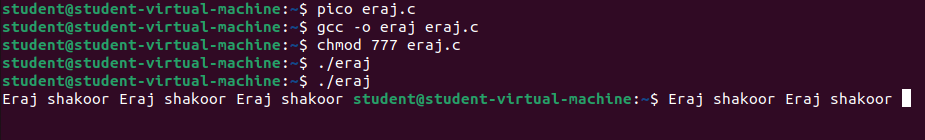 student@student-virtual-machine:~$ pico eraj.c
student@student-virtual-machine:~$ gcc -o eraj eraj.c
student@student-virtual-machine:~$ chmod 777 eraj.c
student@student-virtual-machine:~$ ./eraj
student@student-virtual-machine:~$ ./eraj
Eraj shakoor Eraj shakoor Eraj shakoor student@student-virtual-machine:~$ Eraj shakoor Eraj shakoor